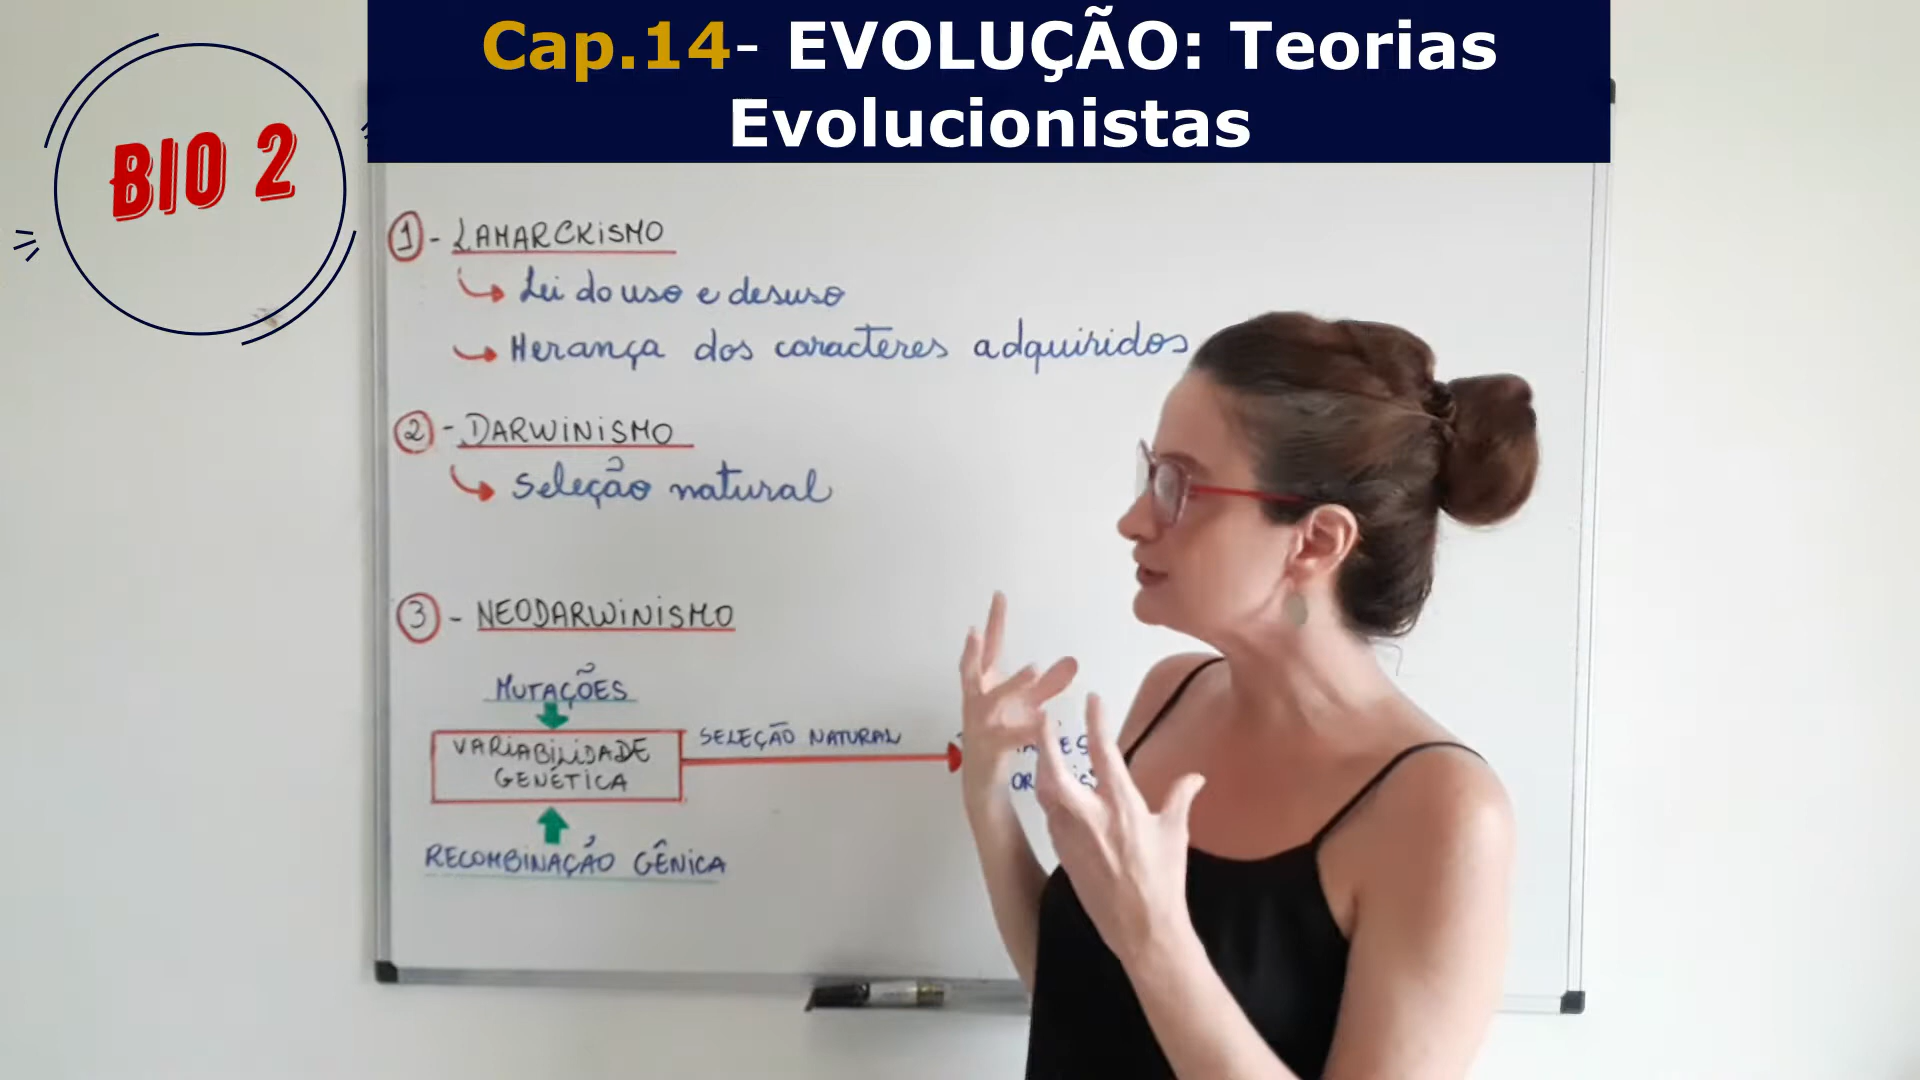 Cap.14- EVOLUÇÃO: Teorias
Evolucionistas
BIO 2
1 - LAMARCKiSMO
Lei do uso e desuso
Herança dos caracteres adquiridos
2 - DARWiNiSMO
Seleção natural
3 - NEODARWiNiSMO
MUTAÇÕES
VARiABiLiDADE
GENÉTiCA
SELEÇÃO NATURAL
RECOMBiNAÇÃO GÊNiCA